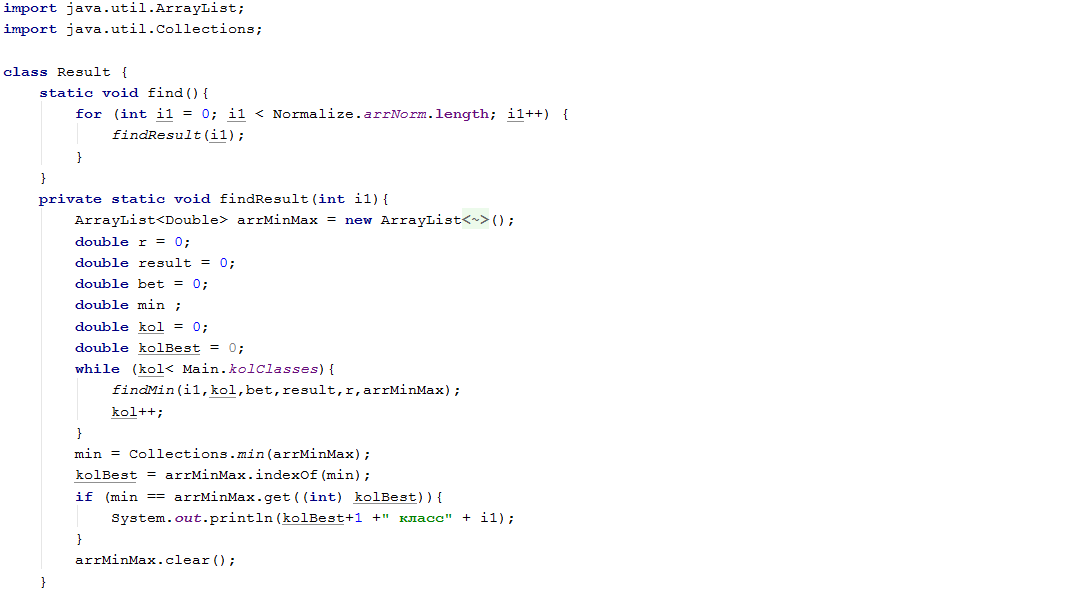 import java.util.ArrayList;
import java.util.Collections;
class Result {
static void find(){
for (int i1 = 0; i1 < Normalize.arrNorm.length; i1++) {
findResult(i1);
}
}
private static void findResult(int i1){
ArrayList<Double> arrMinMax = new ArrayList<~>();
double r = 0;
double result = 0;
double bet = 0;
double min ;
double kol = 0;
double kolBest = 0;
while (kol< Main.kolClasses){
findMin(i1,kol,bet,result,r,arrMinMax);
kol++;
}
min = Collections.min(arrMinMax);
kolBest = arrMinMax.indexOf(min);
if (min == arrMinMax.get((int) kolBest)){
System.out.println(kolBest+1 +" класс" + i1);
}
arrMinMax.clear();
}